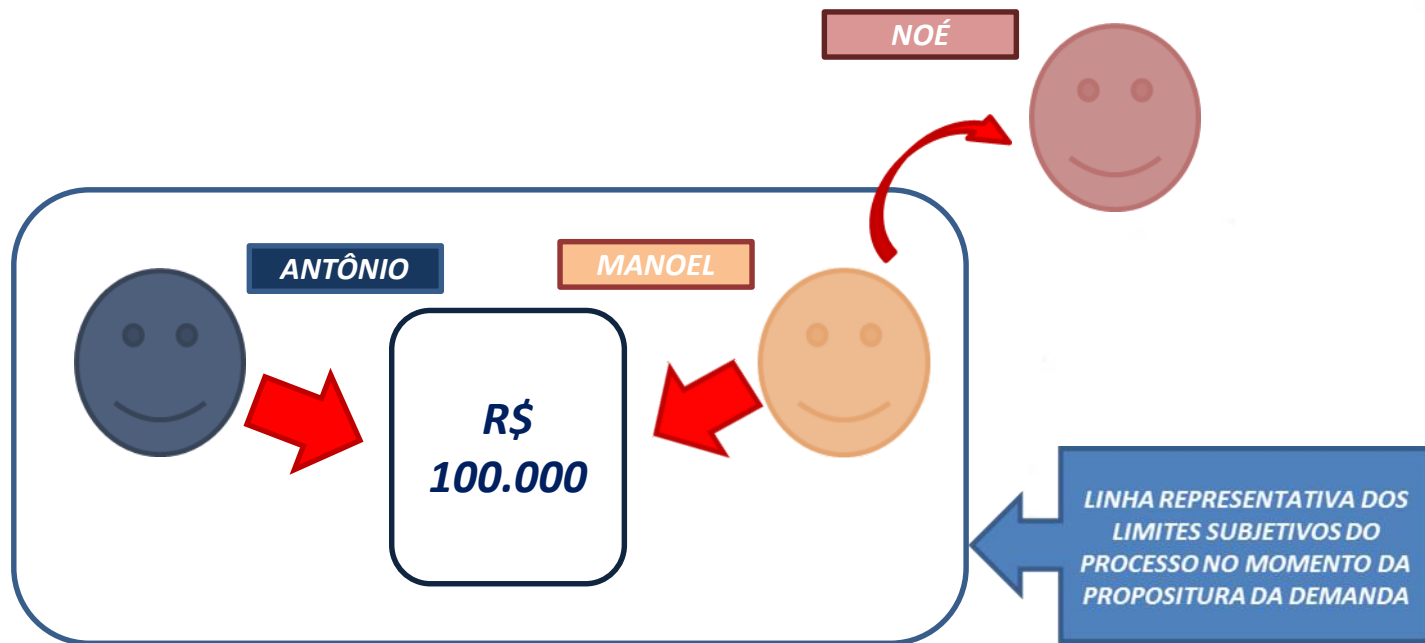 NOÉ
ANTÔNIO
MANOEL
R$
100.000
LINHA REPRESENTATIVA DOS
LIMITES SUBJETIVOS DO
PROCESSO NO MOMENTO DA
PROPOSITURA DA DEMANDA